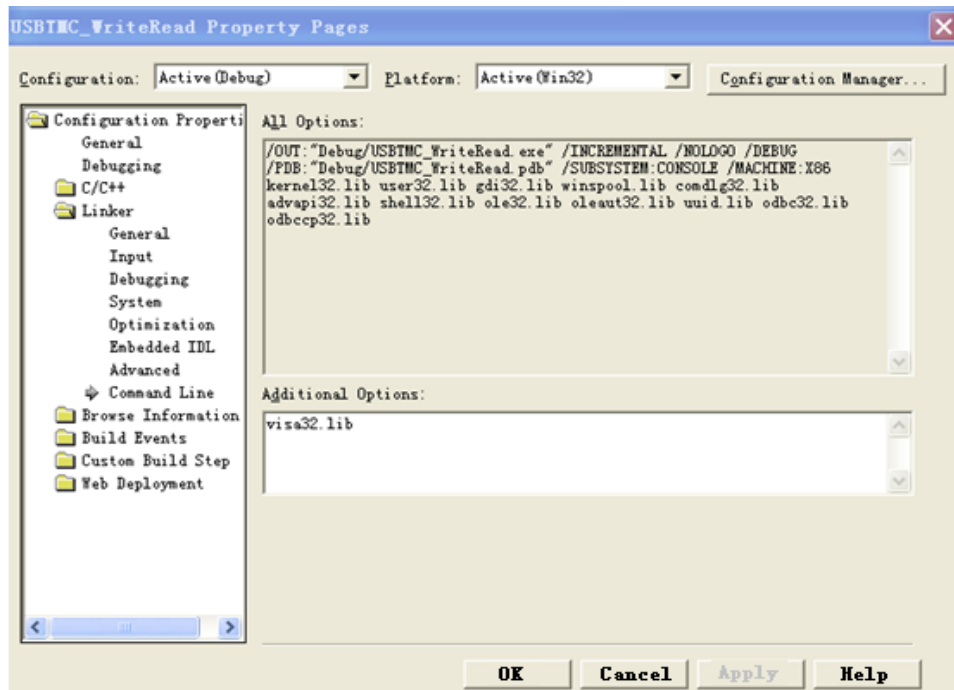 USBTMC_WriteRead Property Pages
Configuration: Active(Debug) Platform: Active(Win32) Configuration Manager...
Configuration Properti
General
Debugging
C/C++
Linker
General
Input
Debugging
System
Optimization
Embedded IDL
Advanced
Command Line
Browse Information
Build Events
Custom Build Step
Web Deployment
All Options:
/OUT:"Debug/USBTMC_WriteRead.exe" /INCREMENTAL /NOLOGO /DEBUG
/PDB:"Debug/USBTMC_WriteRead.pdb" /SUBSYSTEM:CONSOLE /MACHINE:X86
kernel32.lib user32.lib gdi32.lib winspool.lib comdlg32.lib
advapi32.lib shell32.lib ole32.lib oleaut32.lib uuid.lib odbc32.lib
odbccp32.lib
Additional Options:
visa32.lib
OK Cancel Apply Help